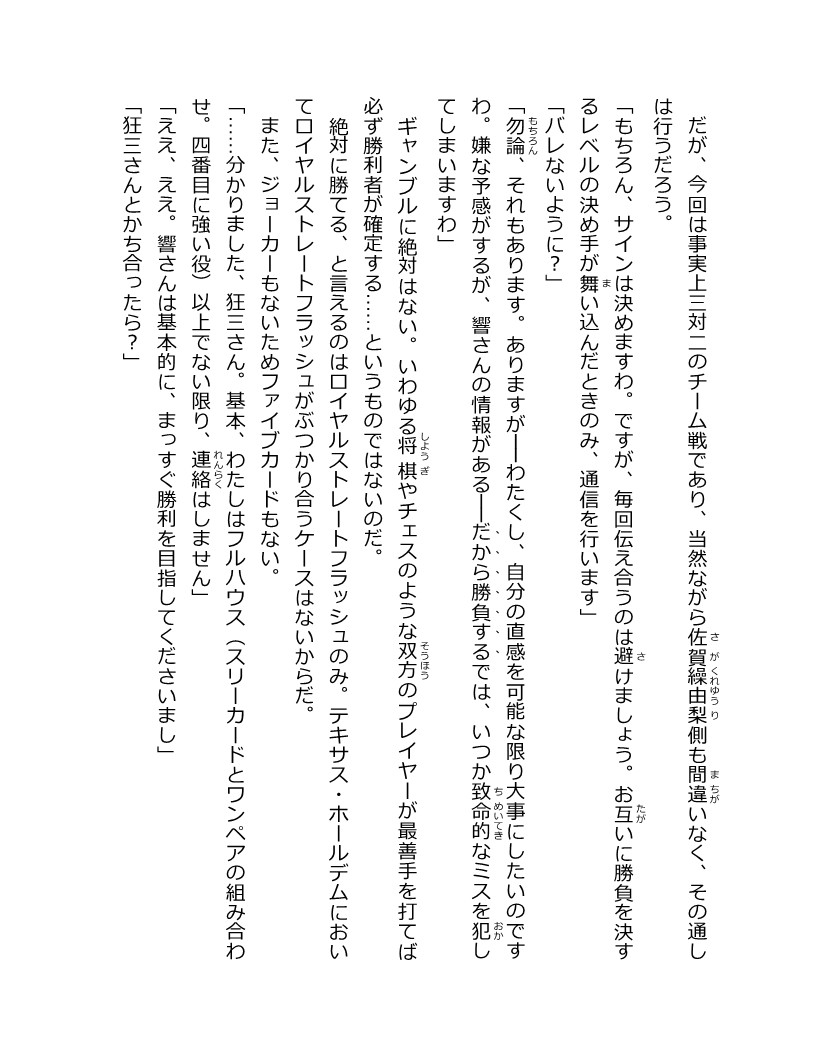 だが、今回は事実上三対二のチーム戦であり、当然ながら佐賀繰由梨側も間違いなく、その通し
は行うだろう。
「もちろん、サインは決めますわ。ですが、毎回伝え合うのは避けましょう。お互いに勝負を決す
るレベルの決め手が舞い込んだときのみ、通信を行います」
「バレないように？」
「勿論、それもあります。ありますが――わたくし、自分の直感を可能な限り大事にしたいのです
わ。嫌な予感がするが、響さんの情報がある――だから勝負するでは、いつか致命的なミスを犯し
てしまいますわ」
ギャンブルに絶対はない。いわゆる将棋やチェスのような双方のプレイヤーが最善手を打てば
必ず勝利者が確定する……というものではないのだ。
絶対に勝てる、と言えるのはロイヤルストレートフラッシュのみ。テキサス・ホールデムにおい
てロイヤルストレートフラッシュがぶつかり合うケースはないからだ。
また、ジョーカーもないためファイブカードもない。
「……分かりました、狂三さん。基本、わたしはフルハウス（スリーカードとワンペアの組み合わ
せ。四番目に強い役）以上でない限り、連絡はしません」
「ええ、ええ。響さんは基本的に、まっすぐ勝利を目指してくださいまし」
「狂三さんとかち合ったら？」